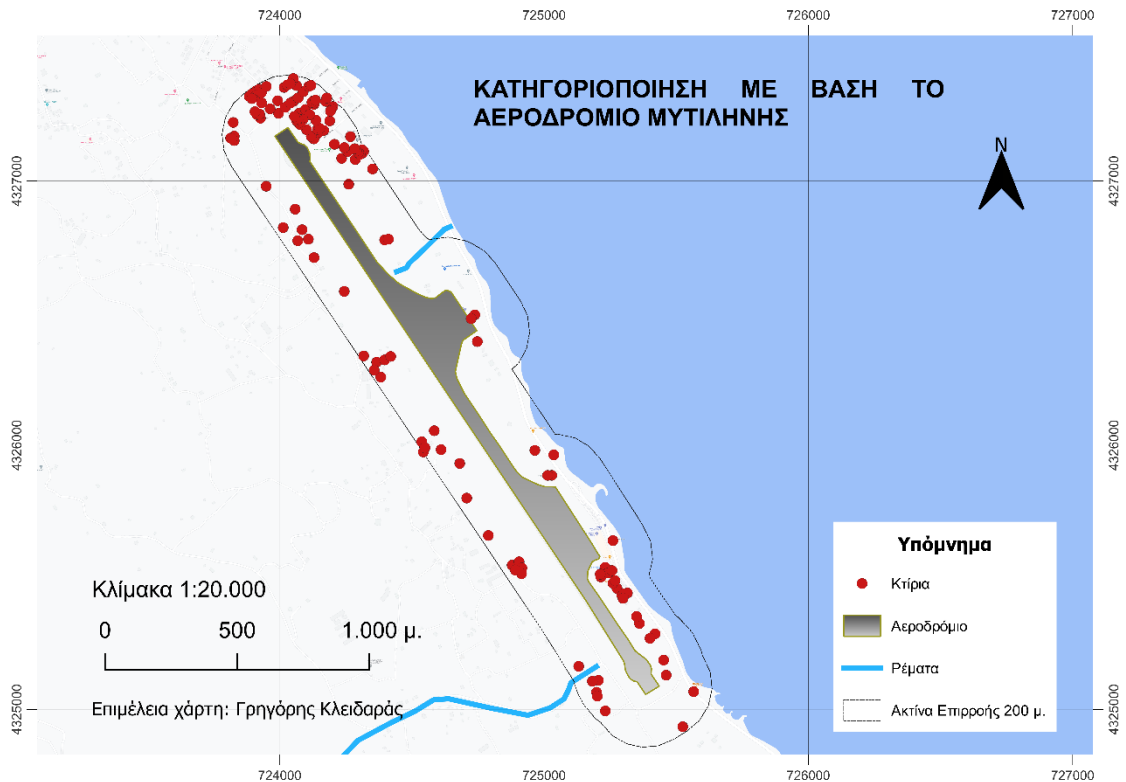 724000 725000 726000 727000
ΚΑΤΗΓΟΡΙΟΠΟΙΗΣΗ ΜΕ ΒΑΣΗ ΤΟ
ΑΕΡΟΔΡΟΜΙΟ ΜΥΤΙΛΗΝΗΣ
N
4327000 4327000
4326000 4326000
Υπόμνημα
Κτίρια
Αεροδρόμιο
Ρέματα
Ακτίνα Επιρροής 200 μ.
Κλίμακα 1:20.000
0 500 1.000 μ.
Επιμέλεια χάρτη: Γρηγόρης Κλειδαράς
4325000 4325000
724000 725000 726000 727000